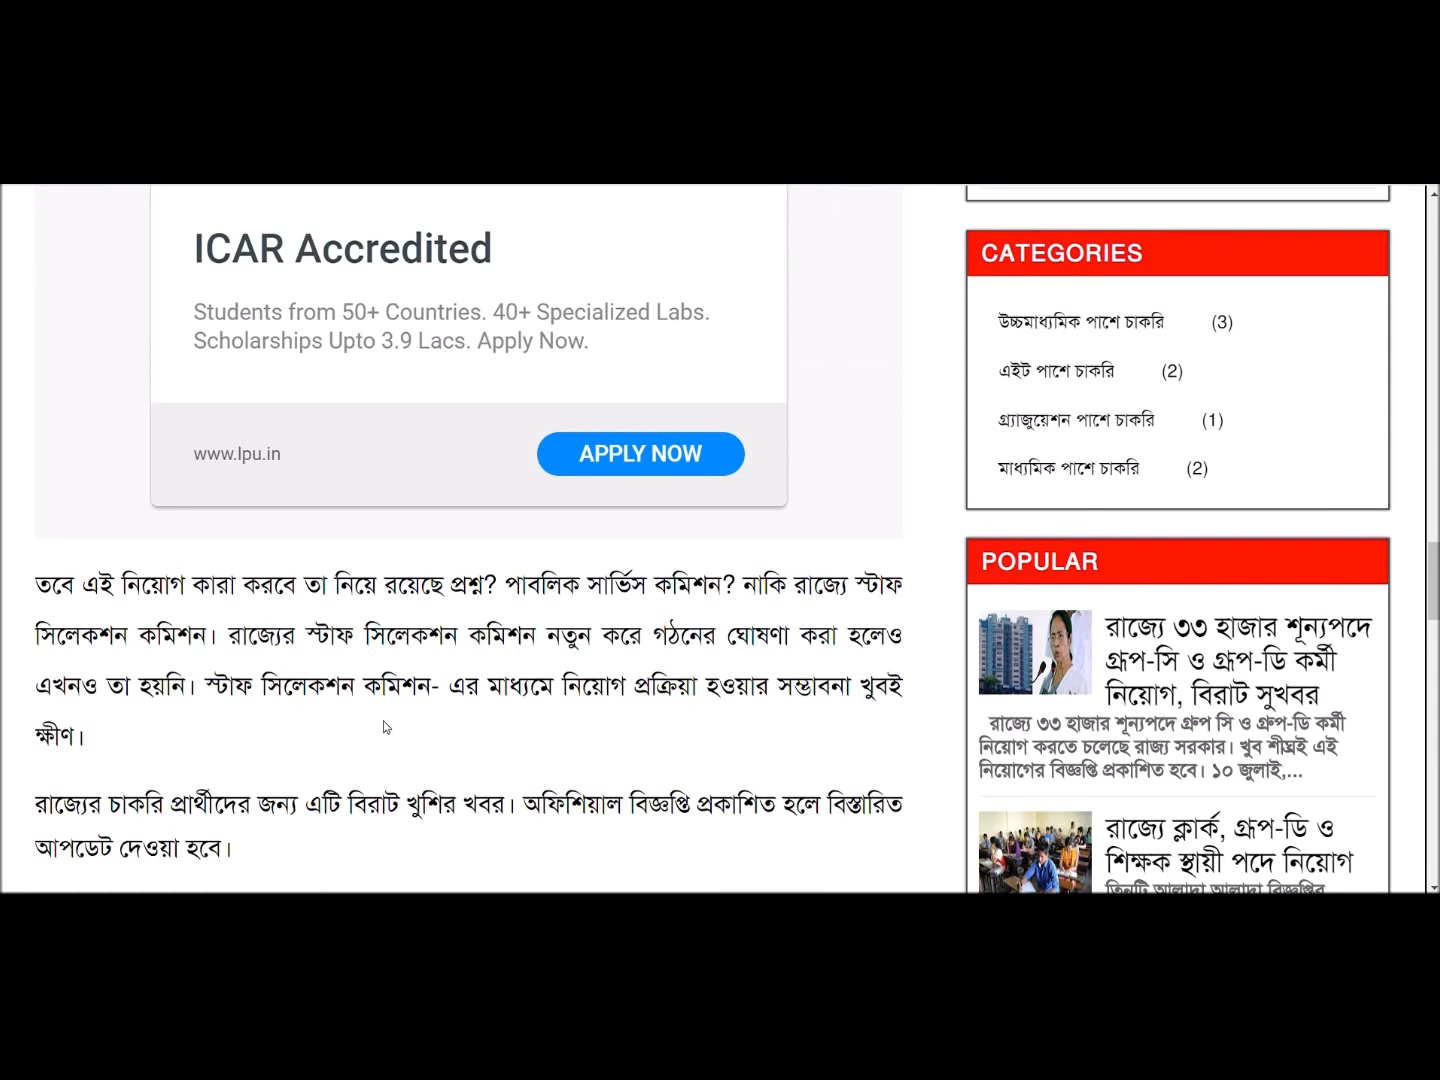 ICAR Accredited
Students from 50+ Countries. 40+ Specialized Labs.
Scholarships Upto 3.9 Lacs. Apply Now.
www.lpu.in
APPLY NOW
তবে এই নিয়োগ কারা করবে তা নিয়ে রয়েছে প্রশ্ন? পাবলিক সার্ভিস কমিশন? নাকি রাজ্যে স্টাফ
সিলেকশন কমিশন। রাজ্যের স্টাফ সিলেকশন কমিশন নতুন করে গঠনের ঘোষণা করা হলেও
এখনও তা হয়নি। স্টাফ সিলেকশন কমিশন- এর মাধ্যমে নিয়োগ প্রক্রিয়া হওয়ার সম্ভাবনা খুবই
ক্ষীণ।
রাজ্যের চাকরি প্রার্থীদের জন্য এটি বিরাট খুশির খবর। অফিশিয়াল বিজ্ঞপ্তি প্রকাশিত হলে বিস্তারিত
আপডেট দেওয়া হবে।
CATEGORIES
উচ্চমাধ্যমিক পাশে চাকরি (3)
এইট পাশে চাকরি (2)
গ্র্যাজুয়েশন পাশে চাকরি (1)
মাধ্যমিক পাশে চাকরি (2)
POPULAR
রাজ্যে ৩৩ হাজার শূন্যপদে
গ্রূপ-সি ও গ্রূপ-ডি কর্মী
নিয়োগ, বিরাট সুখবর
রাজ্যে ৩৩ হাজার শূন্যপদে গ্রুপ সি ও গ্রুপ-ডি কর্মী
নিয়োগ করতে চলেছে রাজ্য সরকার। খুব শীঘ্রই এই
নিয়োগের বিজ্ঞপ্তি প্রকাশিত হবে। ১০ জুলাই,...
রাজ্যে ক্লার্ক, গ্রূপ-ডি ও
শিক্ষক স্থায়ী পদে নিয়োগ
তিনটি আলাদা আলাদা বিজ্ঞপ্তির